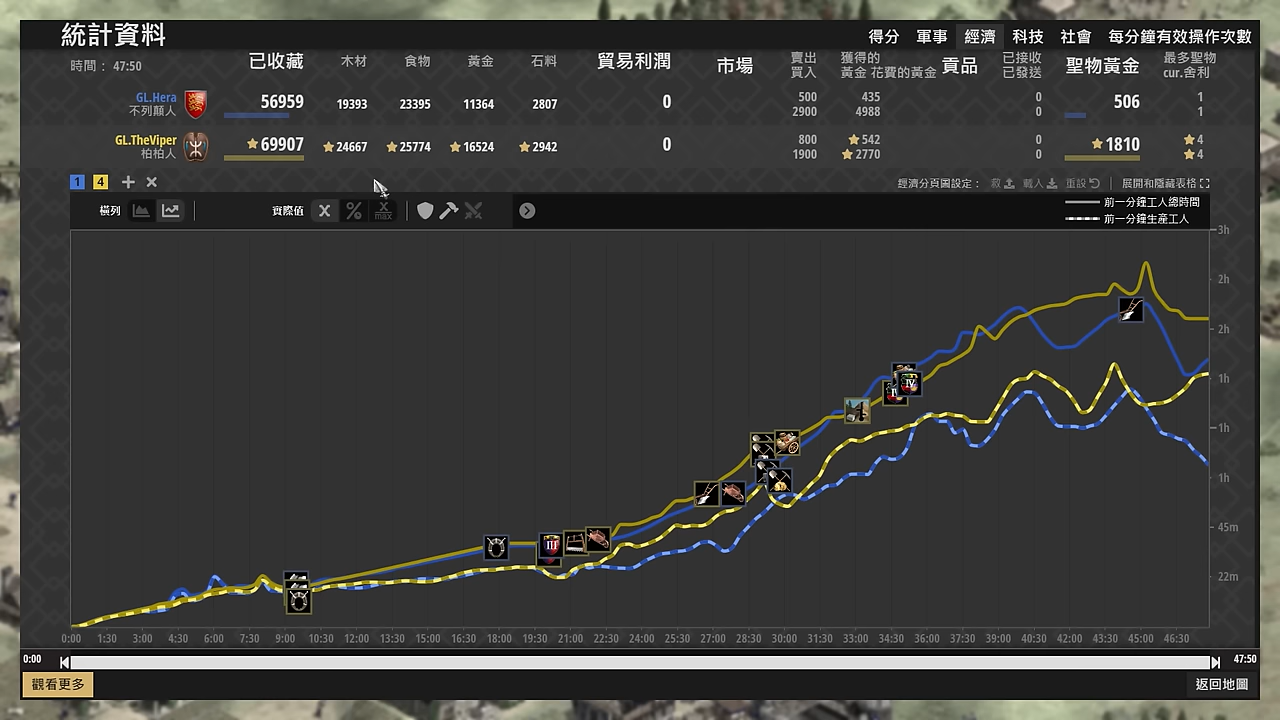 統計資料
得分 軍事 經濟 科技 社會 每分鐘有效操作次數
時間：47:50
已收藏 木材 食物 黃金 石料 貿易利潤 市場 賣出 獲得的 貢品 已接收 聖物黃金 最多聖物
買入 黃金 花費的黃金 已發送 cur.舍利
GL.Hera 56959 19393 23395 11364 2807 0 500 435 0 506 1
不列顛人 2900 4988 0 1
GL.TheViper 69907 24667 25774 16524 2942 0 800 542 0 1810 4
柏柏人 1900 2770 0 4
1 4
經濟分頁圖設定： 載入 重設 展開和隱藏表格
橫列 實際值 X % X max
前一分鐘工人總時間
前一分鐘生產工人
3h
2h
2h
1h
1h
1h
45m
22m
III
IV
0:00 1:30 3:00 4:30 6:00 7:30 9:00 10:30 12:00 13:30 15:00 16:30 18:00 19:30 21:00 22:30 24:00 25:30 27:00 28:30 30:00 31:30 33:00 34:30 36:00 37:30 39:00 40:30 42:00 43:30 45:00 46:30
0:00 47:50
觀看更多 返回地圖